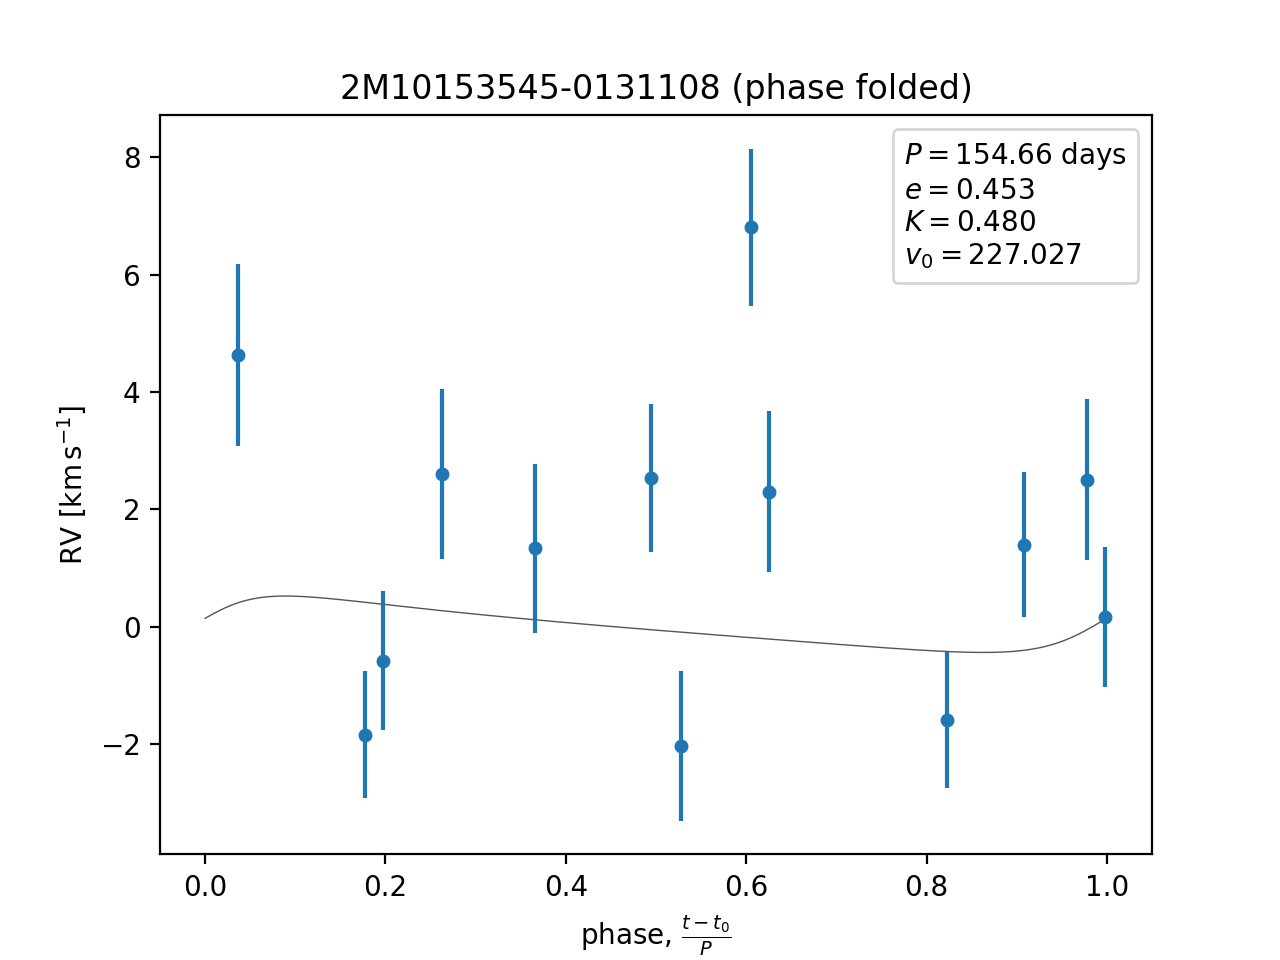 2M10153545-0131108 (phase folded)
P = 154.66 days
e = 0.453
K = 0.480
v₀ = 227.027
RV [km s⁻¹]
8
6
4
2
0
−2
0.0 0.2 0.4 0.6 0.8 1.0
phase, (t − t₀)/P